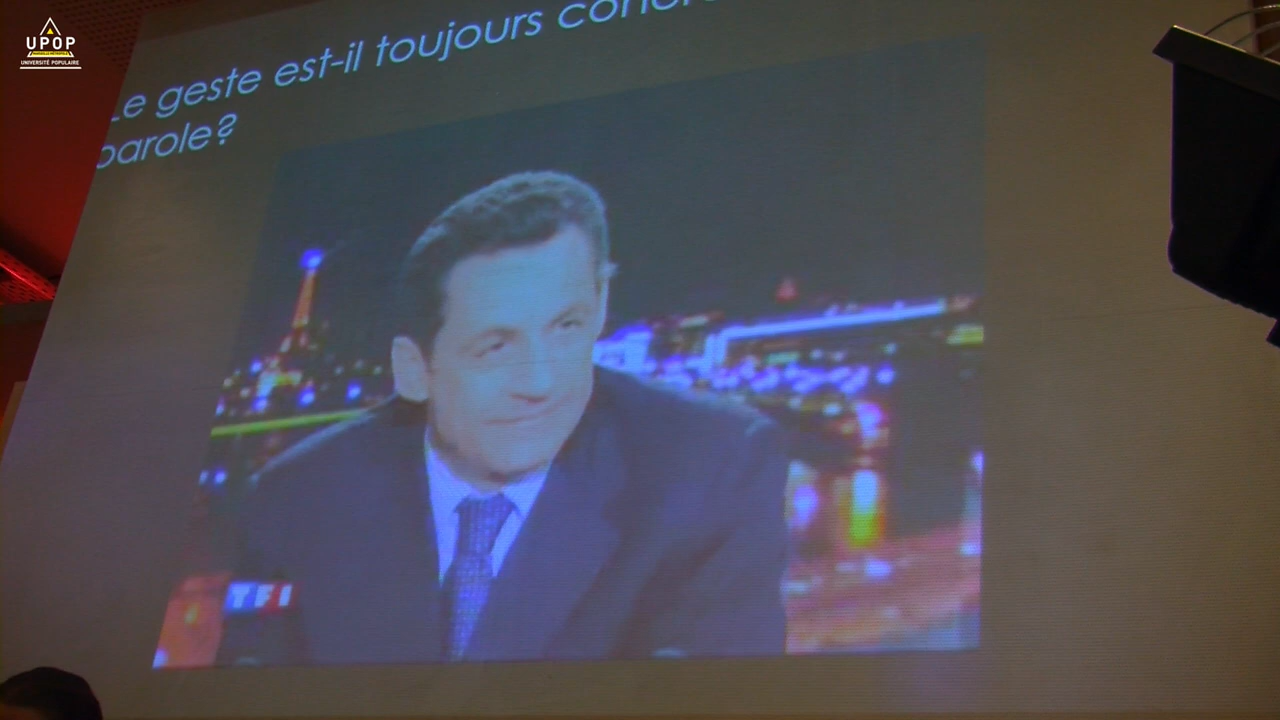 UPOP
UNIVERSITÉ POPULAIRE
Le geste est-il toujours
parole?
TF1